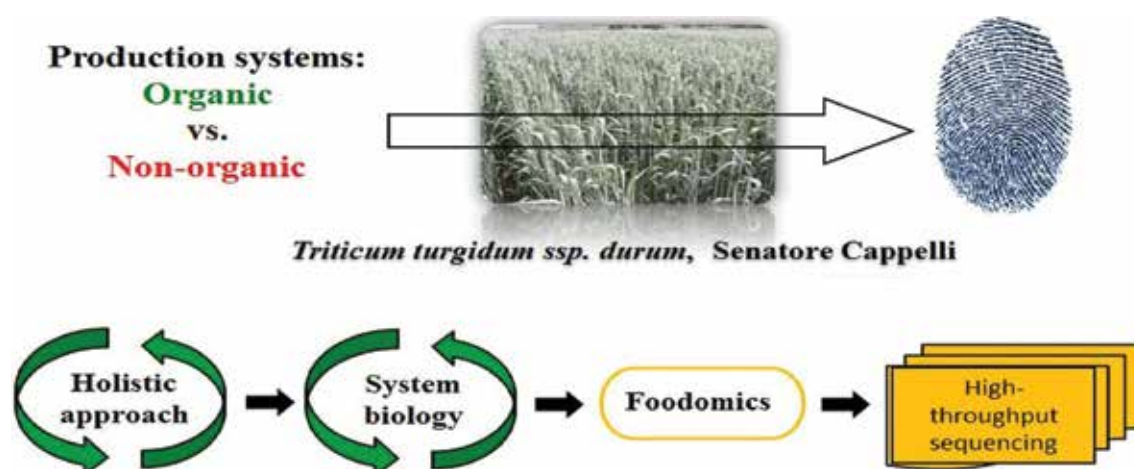 Production systems:
Organic
vs.
Non-organic
Triticum turgidum ssp. durum, Senatore Cappelli
Holistic
approach
System
biology
Foodomics
High-
throughput
sequencing